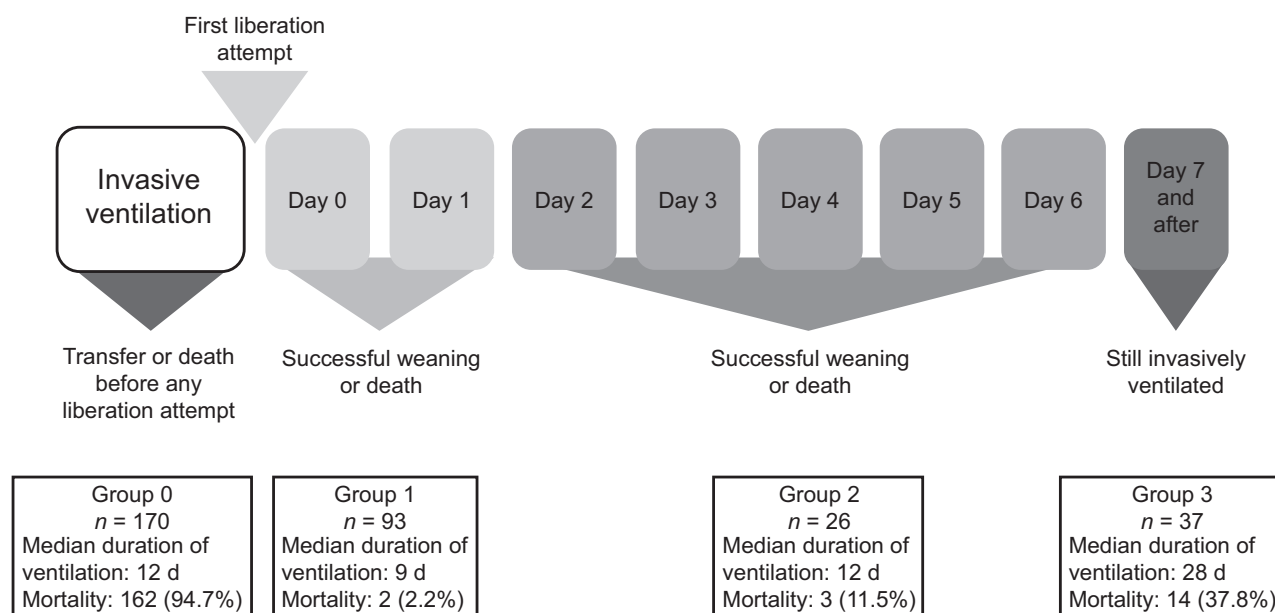 First liberation
attempt
Invasive
ventilation
Day 0
Day 1
Day 2
Day 3
Day 4
Day 5
Day 6
Day 7
and
after
Transfer or death
before any
liberation attempt
Successful weaning
or death
Successful weaning
or death
Still invasively
ventilated
Group 0
n = 170
Median duration of
ventilation: 12 d
Mortality: 162 (94.7%)
Group 1
n = 93
Median duration of
ventilation: 9 d
Mortality: 2 (2.2%)
Group 2
n = 26
Median duration of
ventilation: 12 d
Mortality: 3 (11.5%)
Group 3
n = 37
Median duration of
ventilation: 28 d
Mortality: 14 (37.8%)